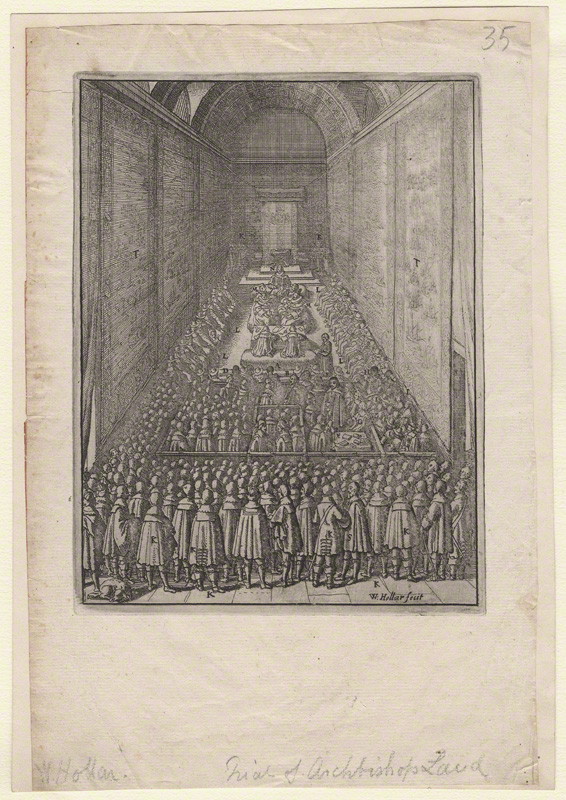 35
K K
T T
L L
L L
K K K
K K
W. Hollar fecit
W Hollar. Trial of Archbishop Laud